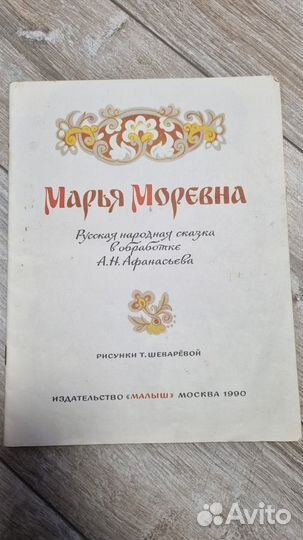 Марья Моревна
Русская народная сказка
в обработке
А.Н. Афанасьева
РИСУНКИ Т. ШЕВАРЁВОЙ
ИЗДАТЕЛЬСТВО «МАЛЫШ» МОСКВА 1990
Avito